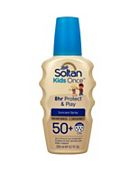 Soltan
Kids Once
8hr Protect
& Play
Suncare Spray
50+